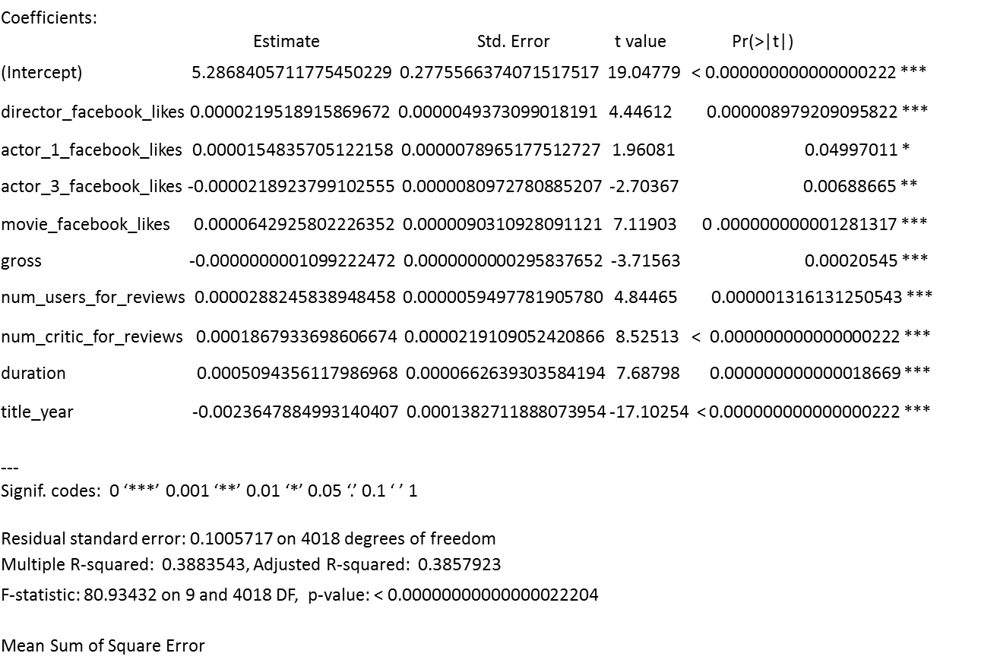 Coefficients:
Estimate Std. Error t value Pr(>|t|)
(Intercept) 5.2868405711775450229 0.2775566374071517517 19.04779 < 0.000000000000000222 ***
director_facebook_likes 0.0000219518915869672 0.0000049373099018191 4.44612 0.000008979209095822 ***
actor_1_facebook_likes 0.0000154835705122158 0.0000078965177512727 1.96081 0.04997011 *
actor_3_facebook_likes -0.0000218923799102555 0.0000080972780885207 -2.70367 0.00688665 **
movie_facebook_likes 0.0000642925802226352 0.0000090310928091121 7.11903 0 .000000000001281317 ***
gross -0.0000000001099222472 0.0000000000295837652 -3.71563 0.00020545 ***
num_users_for_reviews 0.0000288245838948458 0.0000059497781905780 4.84465 0.000001316131250543 ***
num_critic_for_reviews 0.0001867933698606674 0.0000219109052420866 8.52513 < 0.000000000000000222 ***
duration 0.0005094356117986968 0.0000662639303584194 7.68798 0.000000000000018669 ***
title_year -0.0023647884993140407 0.0001382711888073954 -17.10254 < 0.000000000000000222 ***
---
Signif. codes: 0 ‘***’ 0.001 ‘**’ 0.01 ‘*’ 0.05 ‘.’ 0.1 ‘ ’ 1
Residual standard error: 0.1005717 on 4018 degrees of freedom
Multiple R-squared: 0.3883543, Adjusted R-squared: 0.3857923
F-statistic: 80.93432 on 9 and 4018 DF, p-value: < 0.00000000000000022204
Mean Sum of Square Error